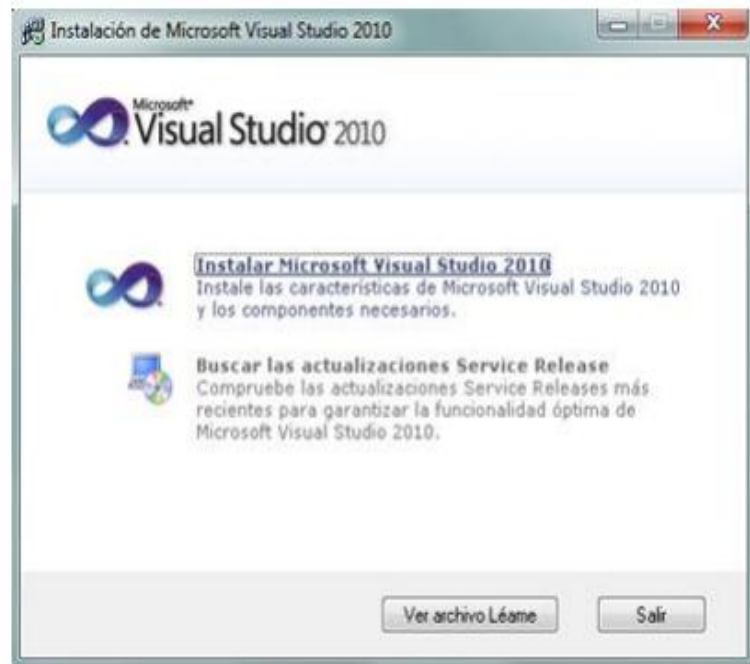 Instalación de Microsoft Visual Studio 2010
Microsoft®
Visual Studio 2010
Instalar Microsoft Visual Studio 2010
Instale las características de Microsoft Visual Studio 2010
y los componentes necesarios.
Buscar las actualizaciones Service Release
Compruebe las actualizaciones Service Releases más
recientes para garantizar la funcionalidad óptima de
Microsoft Visual Studio 2010.
Ver archivo Léame
Salir